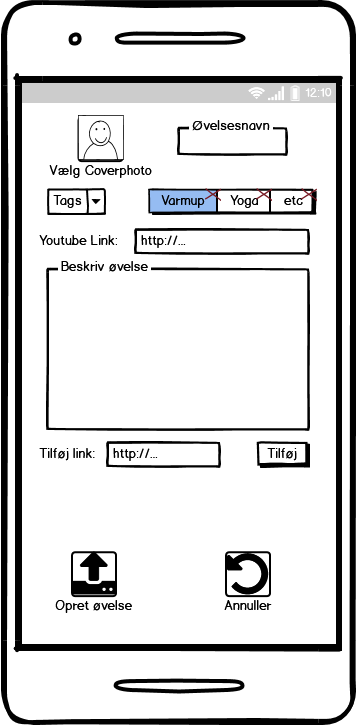 12:10
Øvelsesnavn
Vælg Coverphoto
Tags
Varmup Yoga etc
Youtube Link: http://...
Beskriv øvelse
Tilføj link: http://... Tilføj
Opret øvelse
Annuller